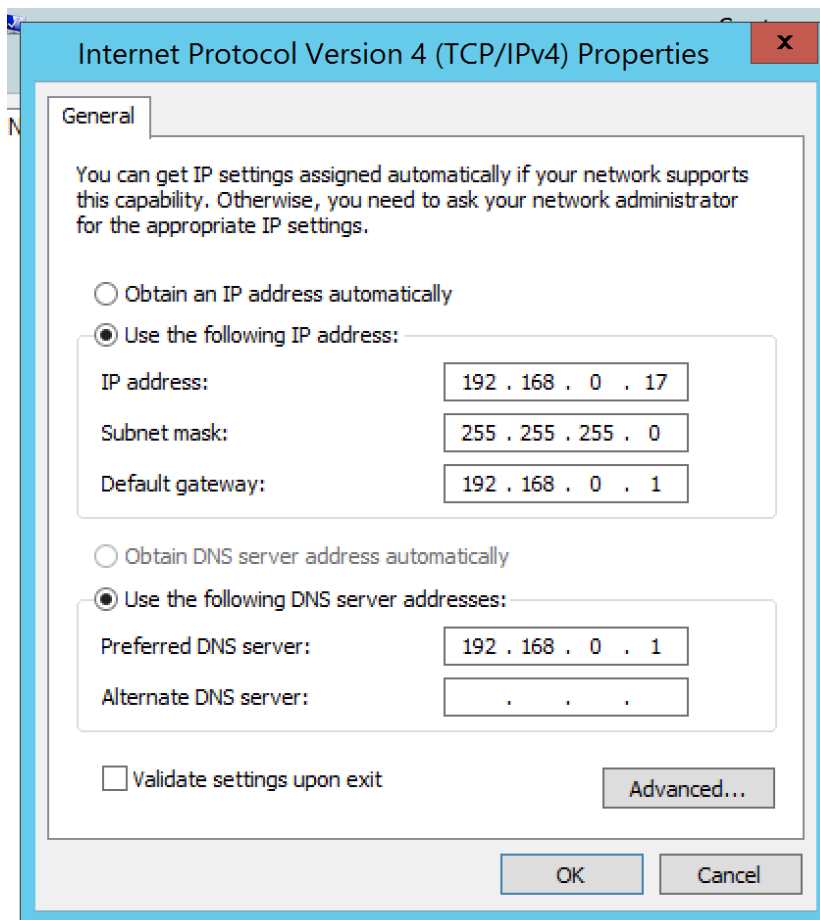 Internet Protocol Version 4 (TCP/IPv4) Properties
x
General
N
You can get IP settings assigned automatically if your network supports
this capability. Otherwise, you need to ask your network administrator
for the appropriate IP settings.
Obtain an IP address automatically
Use the following IP address:
IP address: 192 . 168 . 0 . 17
Subnet mask: 255 . 255 . 255 . 0
Default gateway: 192 . 168 . 0 . 1
Obtain DNS server address automatically
Use the following DNS server addresses:
Preferred DNS server: 192 . 168 . 0 . 1
Alternate DNS server: . . .
Validate settings upon exit
Advanced...
OK Cancel